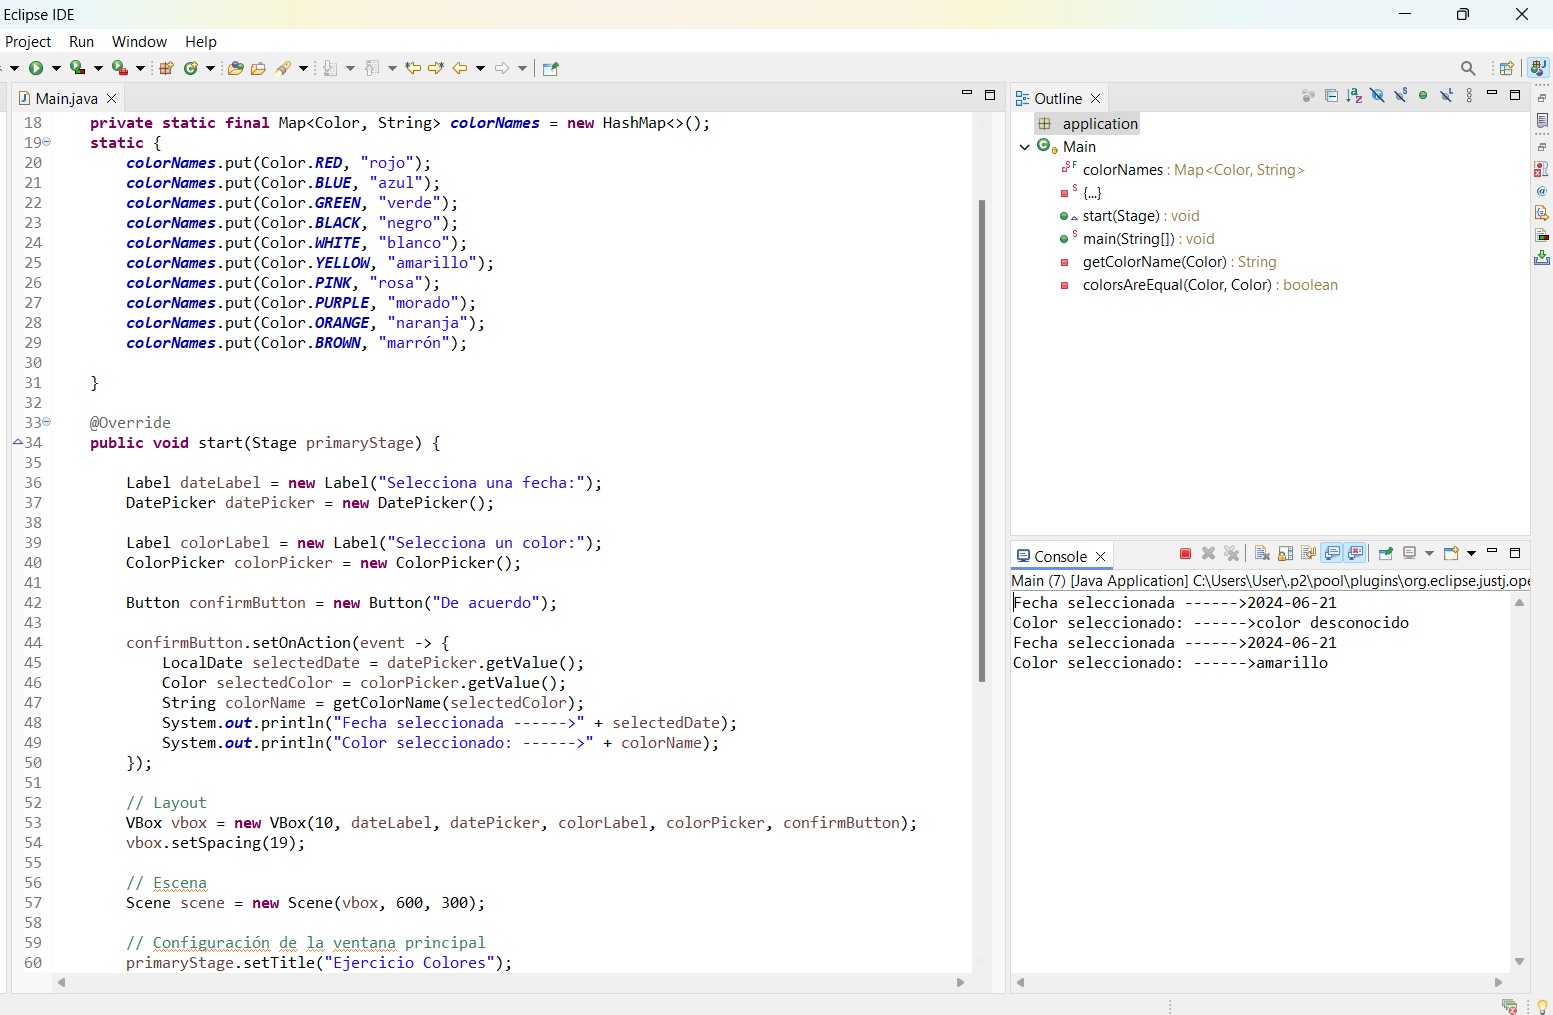 Eclipse IDE
Project Run Window Help
Main.java
18 private static final Map<Color, String> colorNames = new HashMap<>();
19 static {
20 colorNames.put(Color.RED, "rojo");
21 colorNames.put(Color.BLUE, "azul");
22 colorNames.put(Color.GREEN, "verde");
23 colorNames.put(Color.BLACK, "negro");
24 colorNames.put(Color.WHITE, "blanco");
25 colorNames.put(Color.YELLOW, "amarillo");
26 colorNames.put(Color.PINK, "rosa");
27 colorNames.put(Color.PURPLE, "morado");
28 colorNames.put(Color.ORANGE, "naranja");
29 colorNames.put(Color.BROWN, "marrón");
30
31 }
32
33 @Override
34 public void start(Stage primaryStage) {
35
36 Label dateLabel = new Label("Selecciona una fecha:");
37 DatePicker datePicker = new DatePicker();
38
39 Label colorLabel = new Label("Selecciona un color:");
40 ColorPicker colorPicker = new ColorPicker();
41
42 Button confirmButton = new Button("De acuerdo");
43
44 confirmButton.setOnAction(event -> {
45 LocalDate selectedDate = datePicker.getValue();
46 Color selectedColor = colorPicker.getValue();
47 String colorName = getColorName(selectedColor);
48 System.out.println("Fecha seleccionada ------>" + selectedDate);
49 System.out.println("Color seleccionado: ------>" + colorName);
50 });
51
52 // Layout
53 VBox vbox = new VBox(10, dateLabel, datePicker, colorLabel, colorPicker, confirmButton);
54 vbox.setSpacing(19);
55
56 // Escena
57 Scene scene = new Scene(vbox, 600, 300);
58
59 // Configuración de la ventana principal
60 primaryStage.setTitle("Ejercicio Colores");
Outline
application
Main
colorNames : Map<Color, String>
{...}
start(Stage) : void
main(String[]) : void
getColorName(Color) : String
colorsAreEqual(Color, Color) : boolean
Console
Main (7) [Java Application] C:\Users\User\.p2\pool\plugins\org.eclipse.justj.ope
Fecha seleccionada ------>2024-06-21
Color seleccionado: ------>color desconocido
Fecha seleccionada ------>2024-06-21
Color seleccionado: ------>amarillo